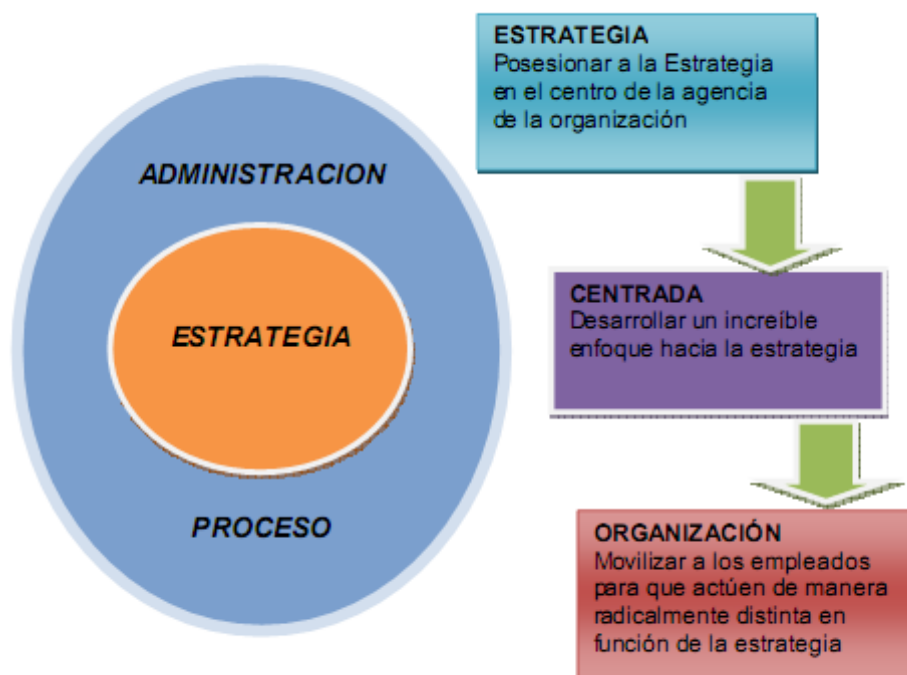 ADMINISTRACION
ESTRATEGIA
PROCESO
ESTRATEGIA
Posesionar a la Estrategia
en el centro de la agencia
de la organización
CENTRADA
Desarrollar un increíble
enfoque hacia la estrategia
ORGANIZACIÓN
Movilizar a los empleados
para que actúen de manera
radicalmente distinta en
función de la estrategia